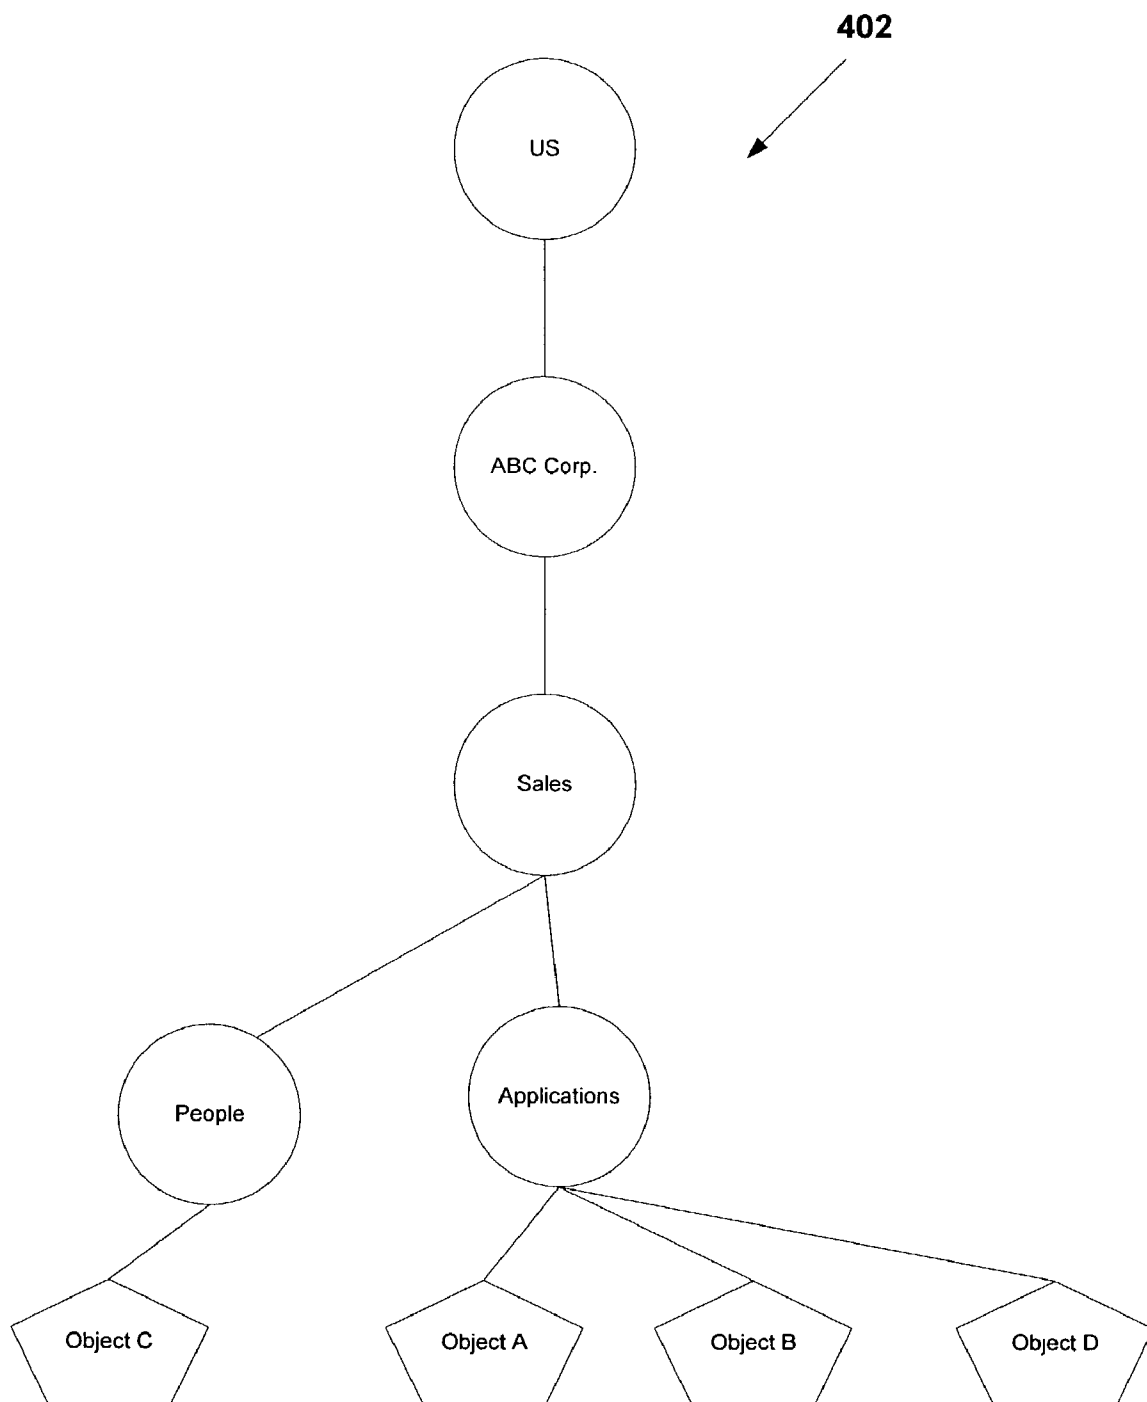 402
US
ABC Corp.
Sales
People
Applications
Object C
Object A
Object B
Object D